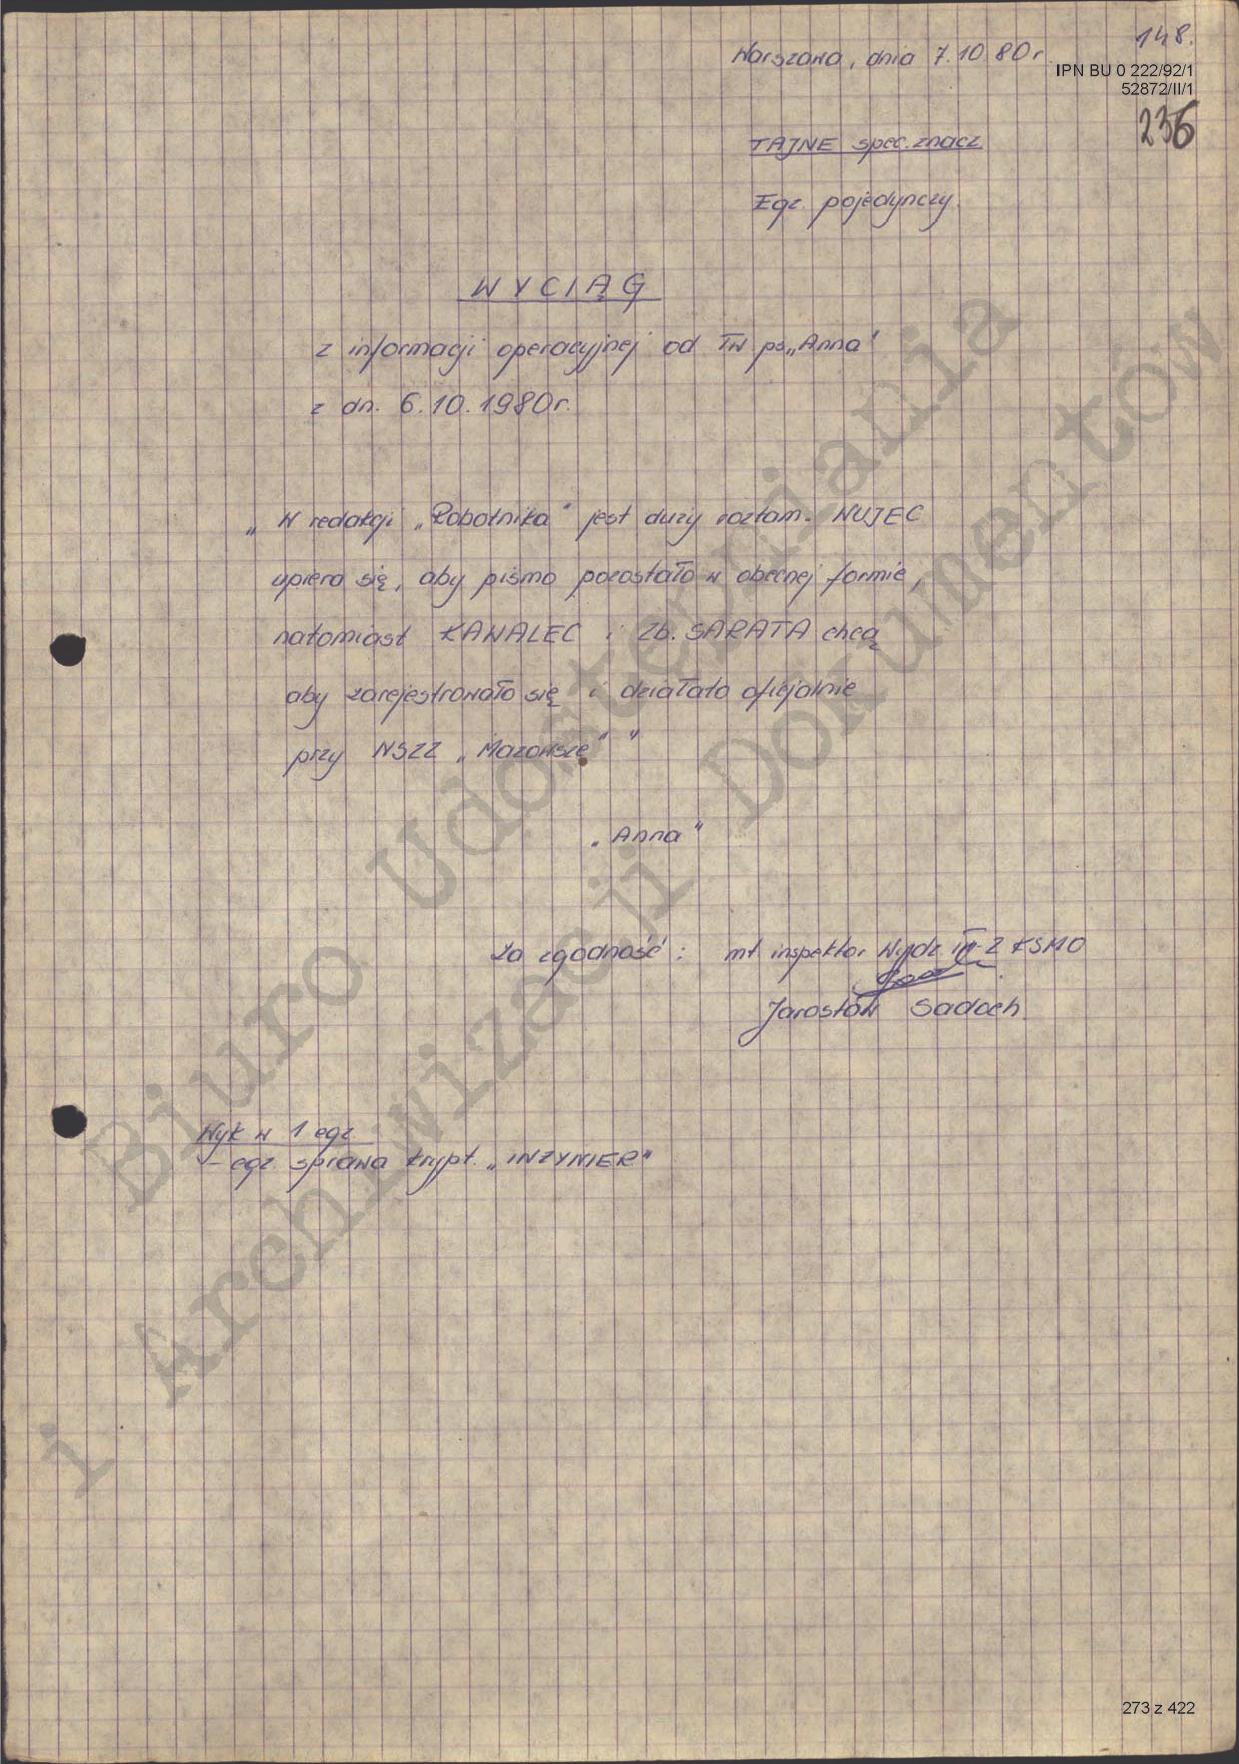 148.
Warszawa, dnia 7.10.80r.
IPN BU 0 222/92/1
52872/II/1
236
TAJNE spec. znacz.
Egz. pojedynczy.
WYCIĄG
z informacji operacyjnej od TW ps. „Anna”
z dn. 6.10.1980r.
„W redakcji „Robotnika” jest duży rozłam. WUJEC
upiera się, aby pismo pozostało w obecnej formie,
natomiast KAWALEC i Zb. SARATA chcą
aby zarejestrowało się i działało oficjalnie
przy NSZZ „Mazowsze” ”
„Anna”
Za zgodność: mł inspektor Wydz. III-2 KSMO
Jarosław Sadoch
Wyk w 1 egz
- egz. sprawa krypt. „INŻYNIER”
Biuro Udostępniania
i Archiwizacji Dokumentów
273 z 422